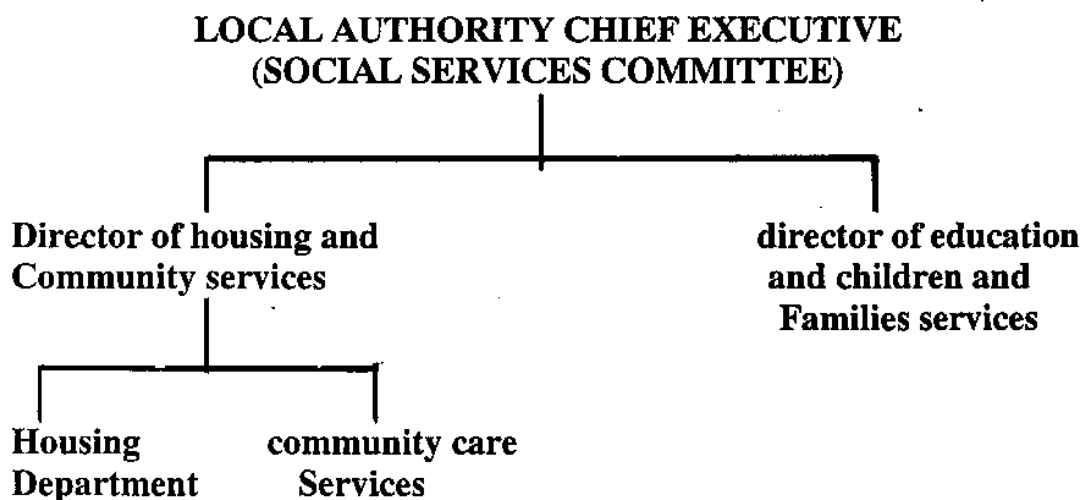 LOCAL AUTHORITY CHIEF EXECUTIVE
(SOCIAL SERVICES COMMITTEE)
Director of housing and
Community services
director of education
and children and
Families services
Housing
Department
community care
Services